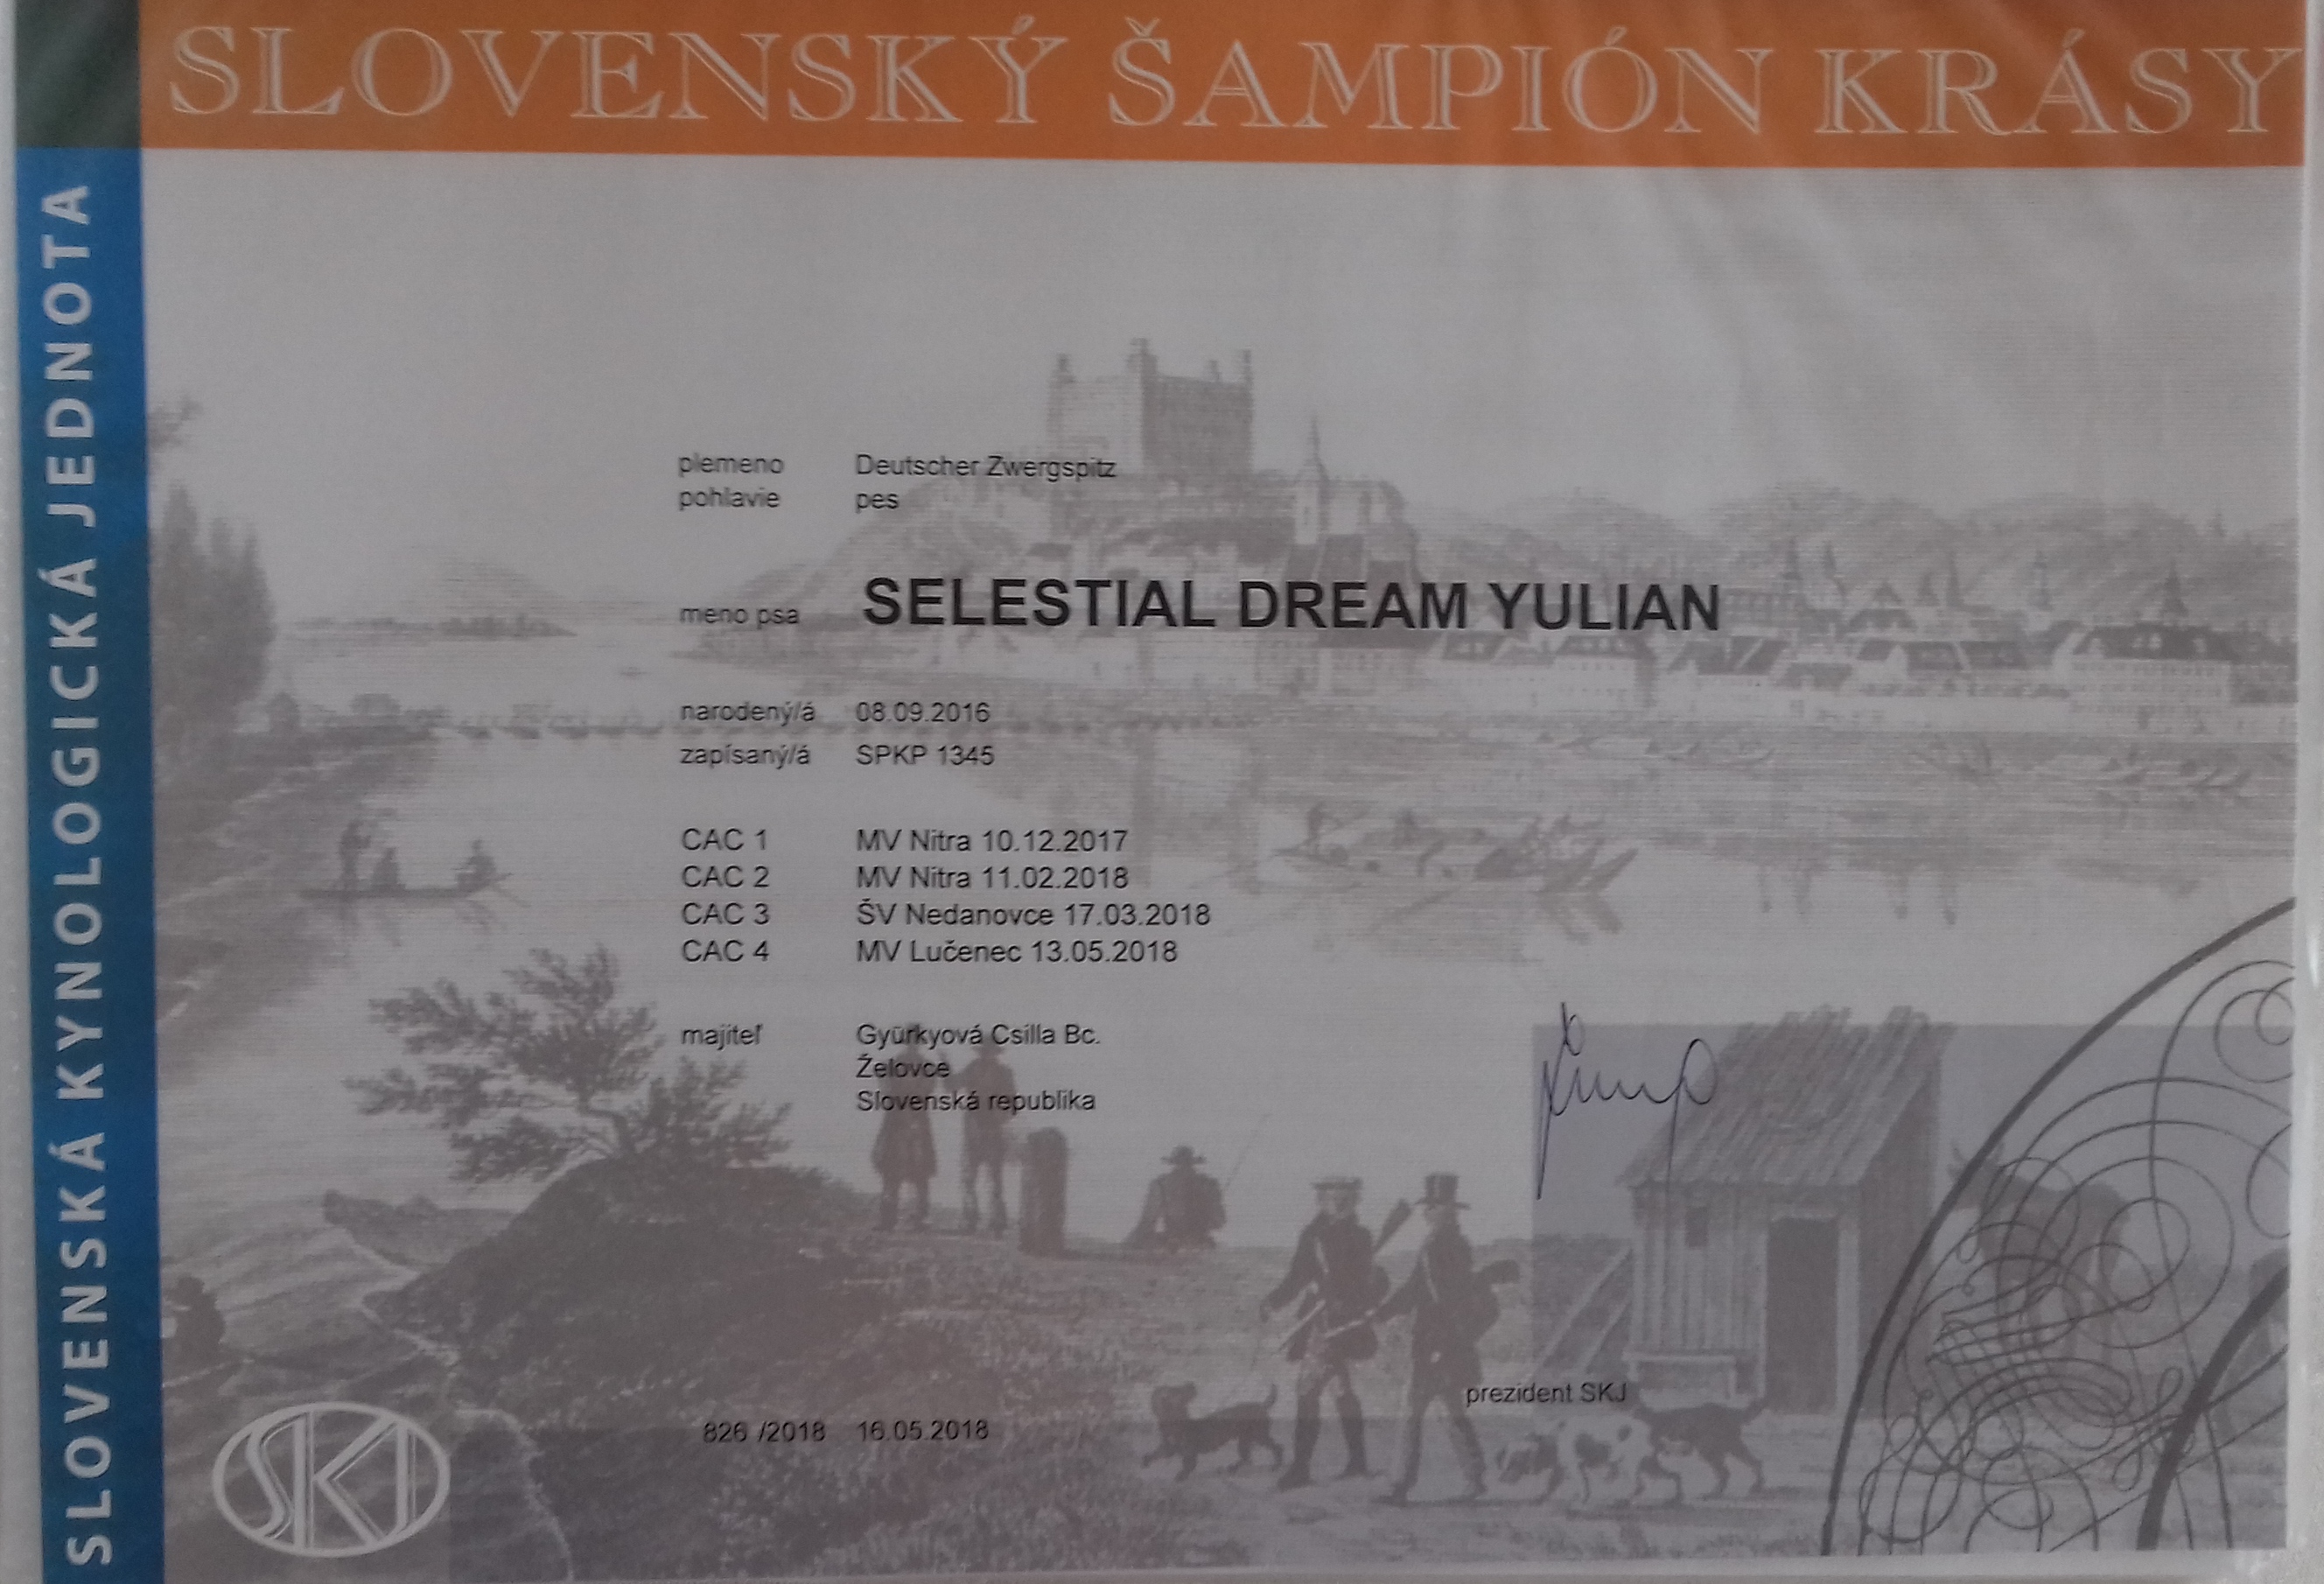 SLOVENSKÝ ŠAMPIÓN KRÁSY
SLOVENSKÁ KYNOLOGICKÁ JEDNOTA
plemeno Deutscher Zwergspitz
pohlavie pes
meno psa SELESTIAL DREAM YULIAN
narodený/á 08.09.2016
zapísaný/á SPKP 1345
CAC 1 MV Nitra 10.12.2017
CAC 2 MV Nitra 11.02.2018
CAC 3 ŠV Nedanovce 17.03.2018
CAC 4 MV Lučenec 13.05.2018
majiteľ Gyürkyová Csilla Bc.
Želovce
Slovenská republika
prezident SKJ
826 /2018 16.05.2018
SKJ